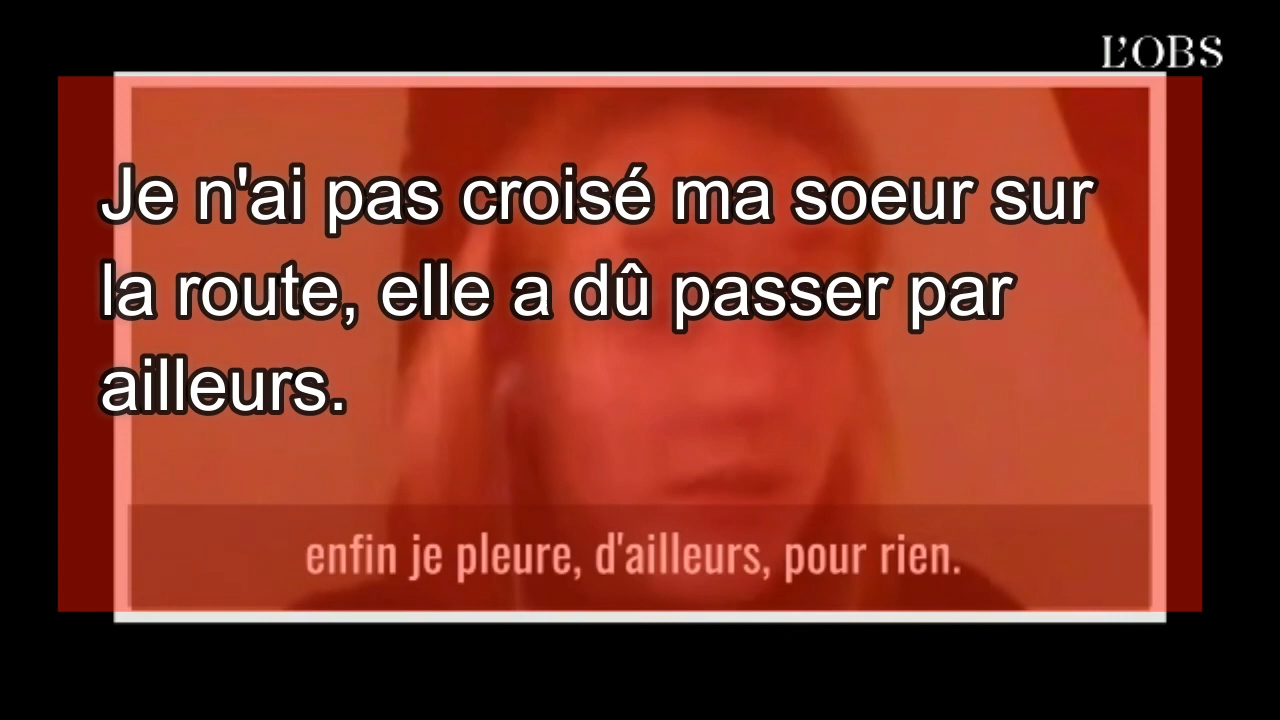 L'OBS
Je n'ai pas croisé ma soeur sur
la route, elle a dû passer par
ailleurs.
enfin je pleure, d'ailleurs, pour rien.